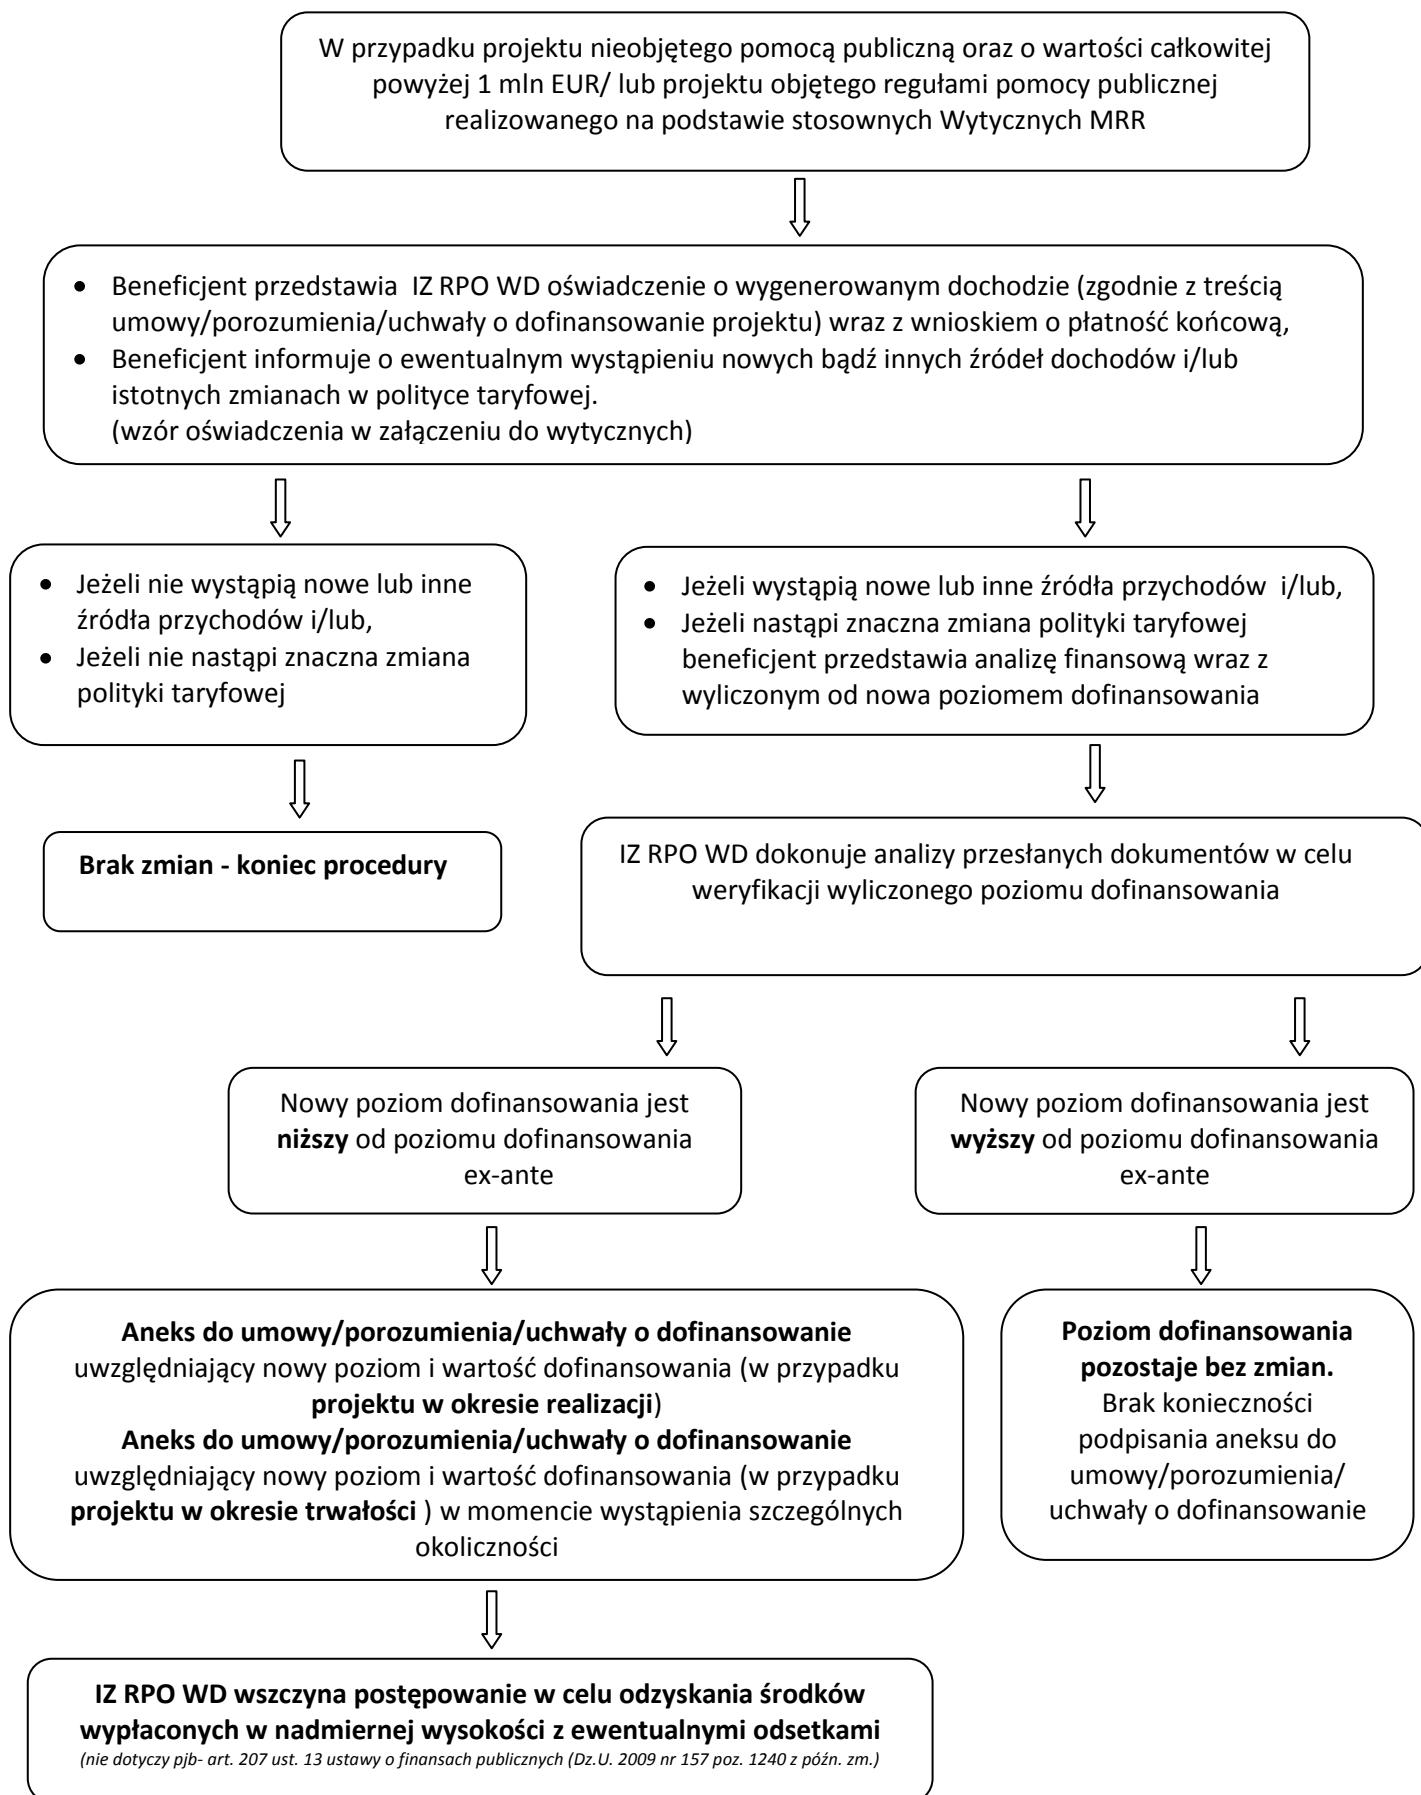 W przypadku projektu nieobjętego pomocą publiczną oraz o wartości całkowitej
powyżej 1 mln EUR/ lub projektu objętego regułami pomocy publicznej
realizowanego na podstawie stosownych Wytycznych MRR
• Beneficjent przedstawia IZ RPO WD oświadczenie o wygenerowanym dochodzie (zgodnie z treścią
umowy/porozumienia/uchwały o dofinansowanie projektu) wraz z wnioskiem o płatność końcową,
• Beneficjent informuje o ewentualnym wystąpieniu nowych bądź innych źródeł dochodów i/lub
istotnych zmianach w polityce taryfowej.
(wzór oświadczenia w załączeniu do wytycznych)
• Jeżeli nie wystąpią nowe lub inne
źródła przychodów i/lub,
• Jeżeli nie nastąpi znaczna zmiana
polityki taryfowej
• Jeżeli wystąpią nowe lub inne źródła przychodów i/lub,
• Jeżeli nastąpi znaczna zmiana polityki taryfowej
beneficjent przedstawia analizę finansową wraz z
wyliczonym od nowa poziomem dofinansowania
Brak zmian - koniec procedury
IZ RPO WD dokonuje analizy przesłanych dokumentów w celu
weryfikacji wyliczonego poziomu dofinansowania
Nowy poziom dofinansowania jest
niższy od poziomu dofinansowania
ex-ante
Nowy poziom dofinansowania jest
wyższy od poziomu dofinansowania
ex-ante
Aneks do umowy/porozumienia/uchwały o dofinansowanie
uwzględniający nowy poziom i wartość dofinansowania (w przypadku
projektu w okresie realizacji)
Aneks do umowy/porozumienia/uchwały o dofinansowanie
uwzględniający nowy poziom i wartość dofinansowania (w przypadku
projektu w okresie trwałości ) w momencie wystąpienia szczególnych
okoliczności
Poziom dofinansowania
pozostaje bez zmian.
Brak konieczności
podpisania aneksu do
umowy/porozumienia/
uchwały o dofinansowanie
IZ RPO WD wszczyna postępowanie w celu odzyskania środków
wypłaconych w nadmiernej wysokości z ewentualnymi odsetkami
(nie dotyczy pjb- art. 207 ust. 13 ustawy o finansach publicznych (Dz.U. 2009 nr 157 poz. 1240 z późn. zm.)